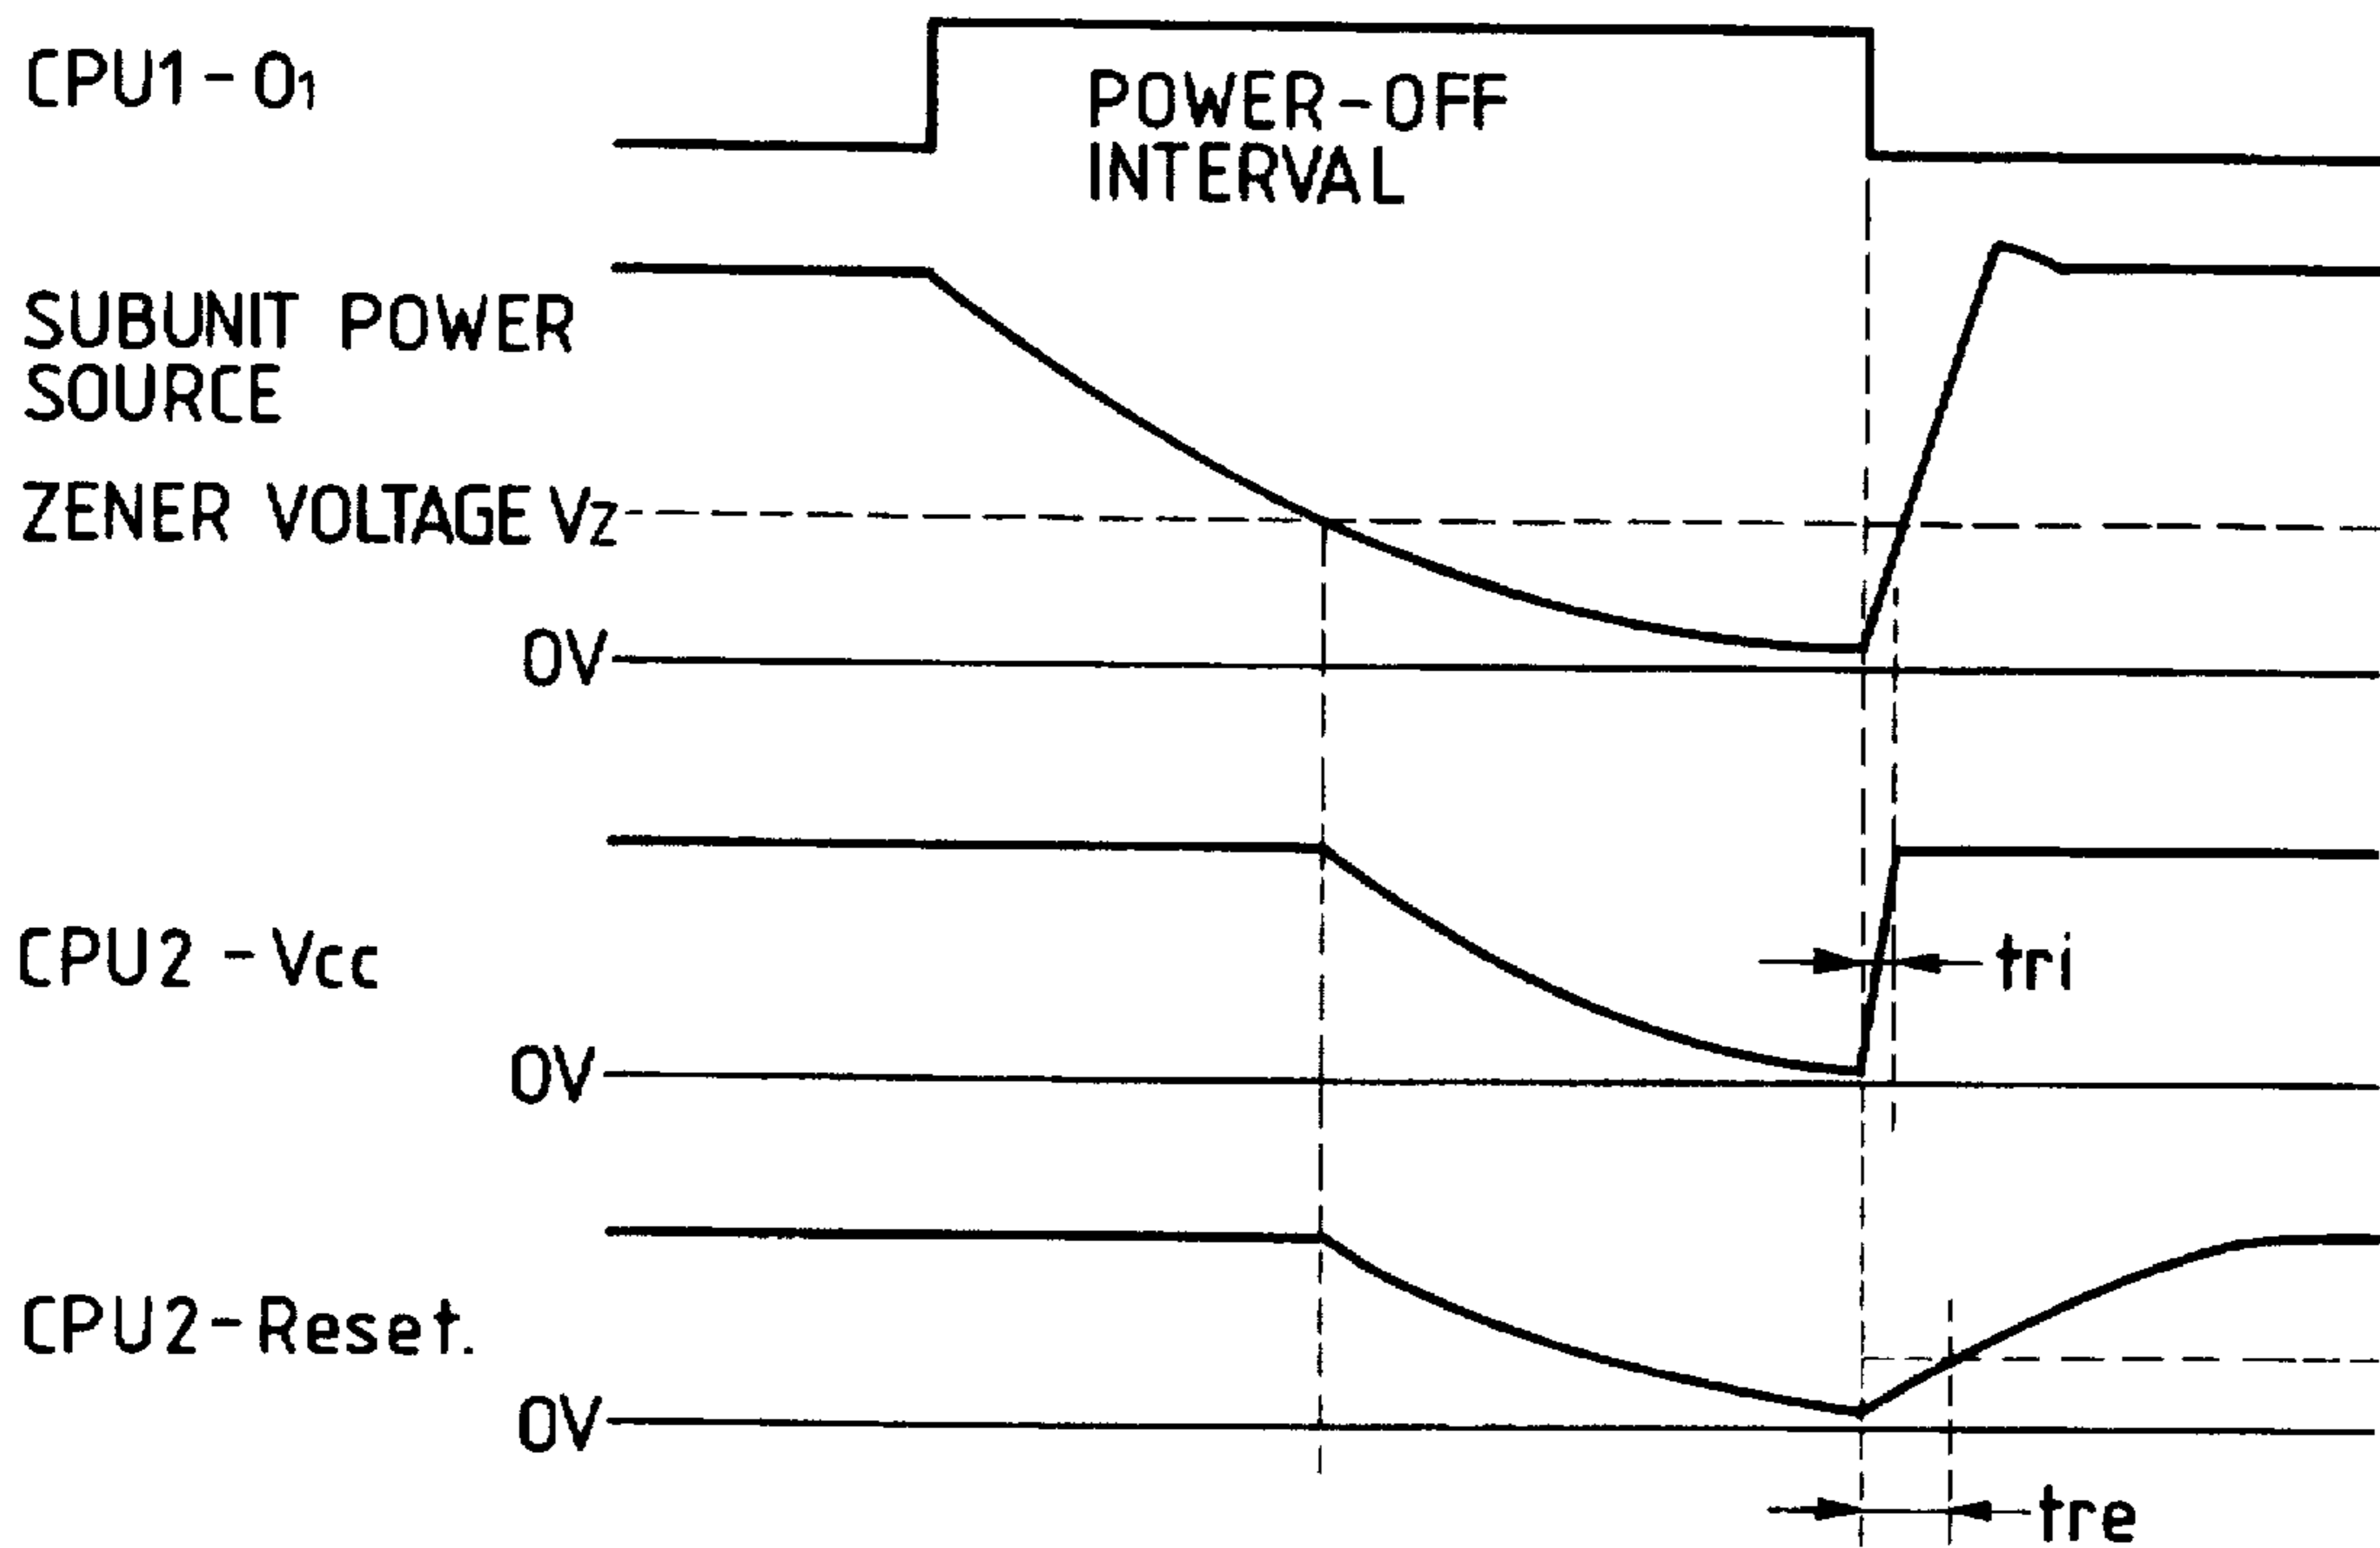 CPU1-O1
POWER-OFF
INTERVAL
SUBUNIT POWER
SOURCE
ZENER VOLTAGE VZ
0V
CPU2-Vcc
tri
0V
CPU2-Reset.
0V
tre